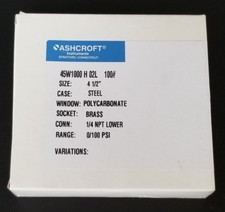 ASHCROFT®
Instruments
STRATFORD, CONNECTICUT
45W1000 H 02L 100#
SIZE: 4 1/2"
CASE: STEEL
WINDOW: POLYCARBONATE
SOCKET: BRASS
CONN: 1/4 NPT LOWER
RANGE: 0/100 PSI
VARIATIONS: